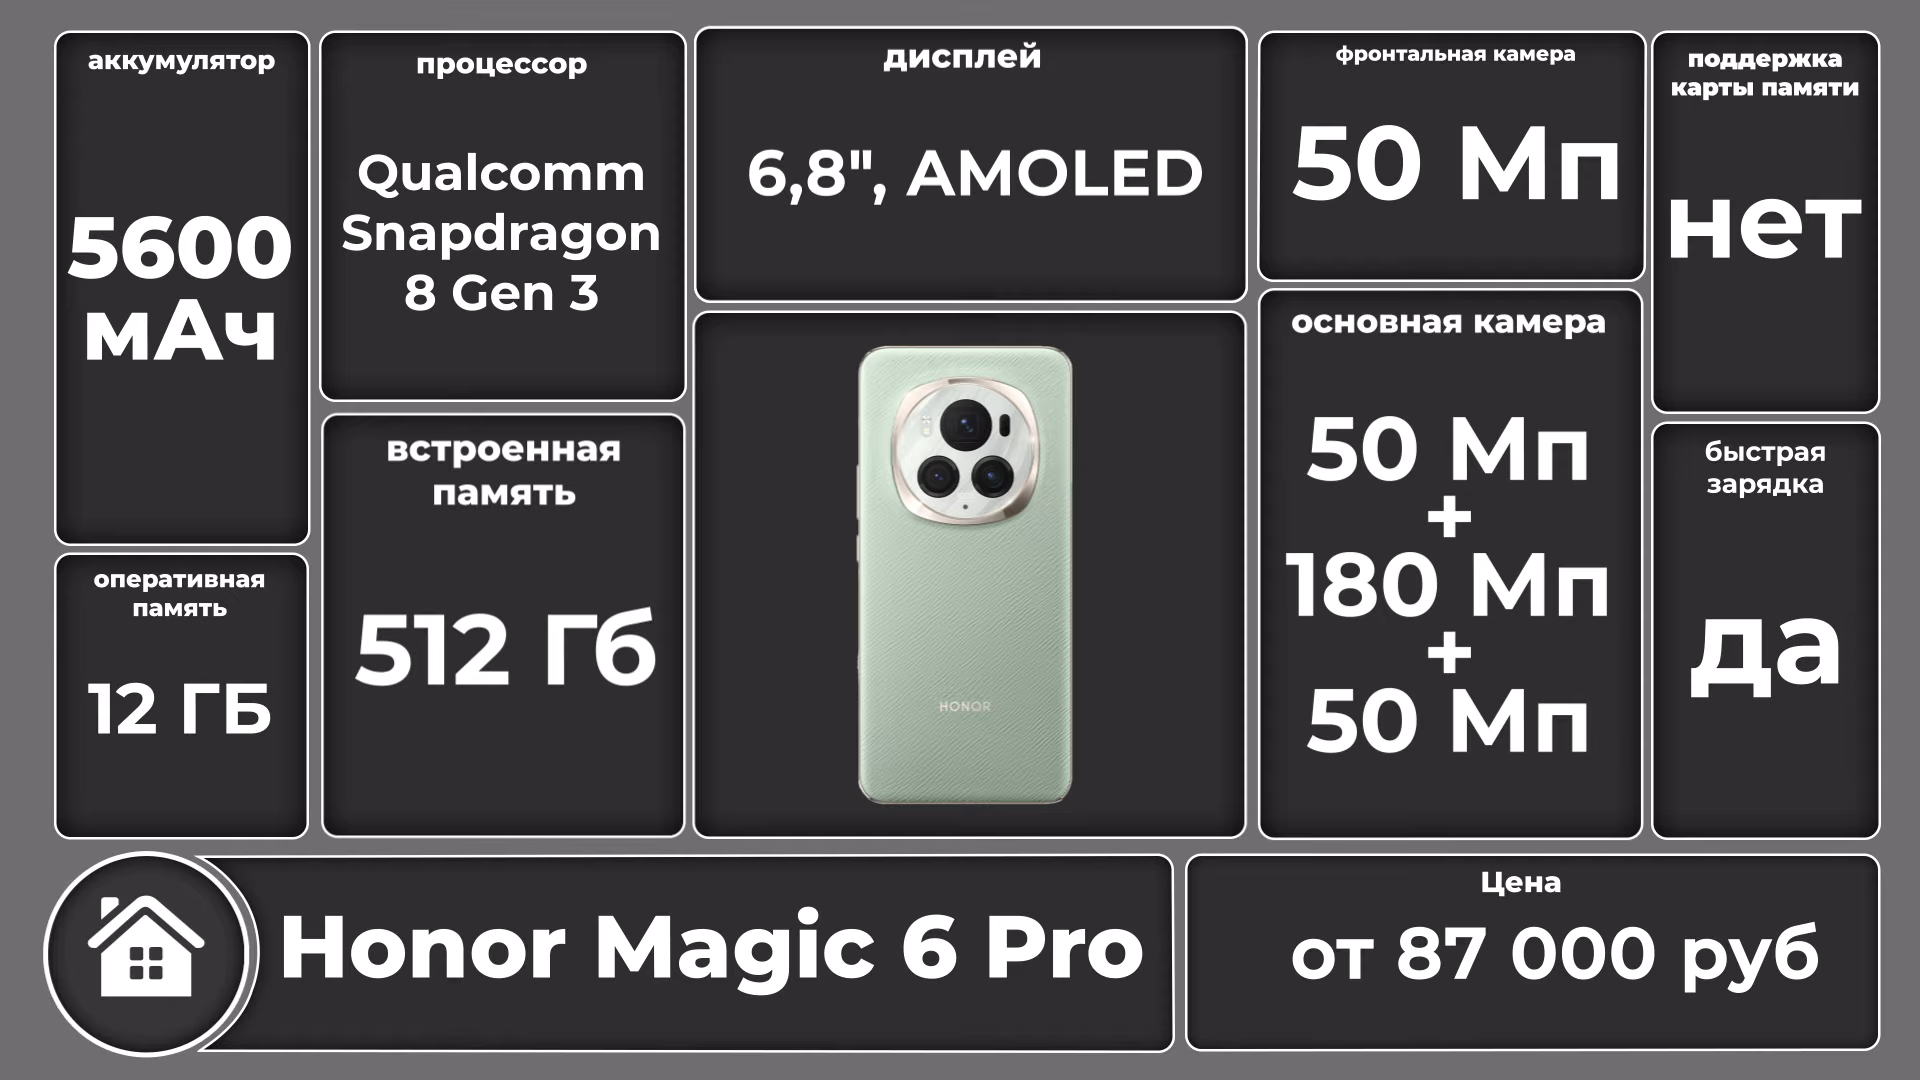 аккумулятор
5600
мАч
процессор
Qualcomm
Snapdragon
8 Gen 3
дисплей
6,8", AMOLED
фронтальная камера
50 Мп
поддержка
карты памяти
нет
оперативная
память
12 ГБ
встроенная
память
512 Гб
HONOR
основная камера
50 Мп
+
180 Мп
+
50 Мп
быстрая
зарядка
да
Honor Magic 6 Pro
Цена
от 87 000 руб